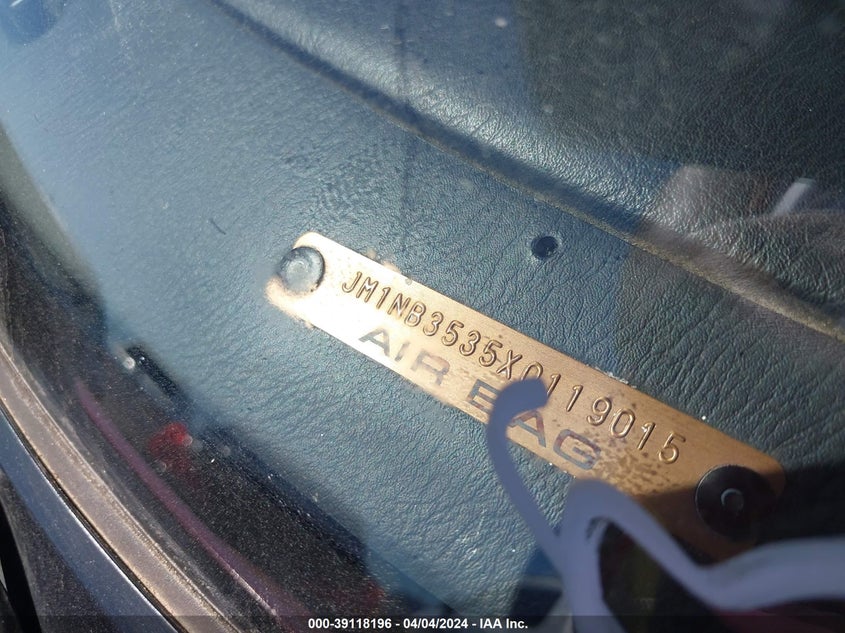 JM1NB3535X0119015
AIR BAG
000-39118196 - 04/04/2024 - IAA Inc.